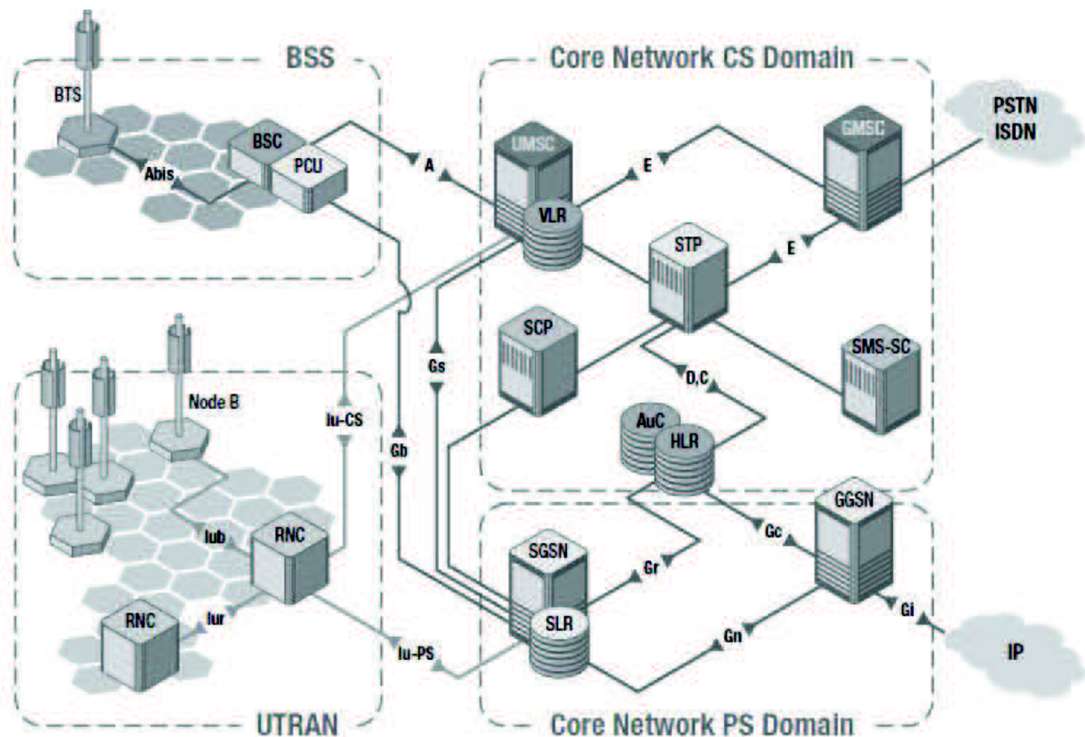 BSS
Core Network CS Domain
BTS
PSTN
ISDN
UMSC
GMSC
BSC
PCU
A
E
Abis
VLR
STP
E
SCP
SMS-SC
Gs
D,C
Node B
Iu-CS
AuC
HLR
Gb
GGSN
Iub
RNC
SGSN
Gc
Gr
Gi
RNC
Iur
SLR
Iu-PS
Gn
IP
UTRAN
Core Network PS Domain